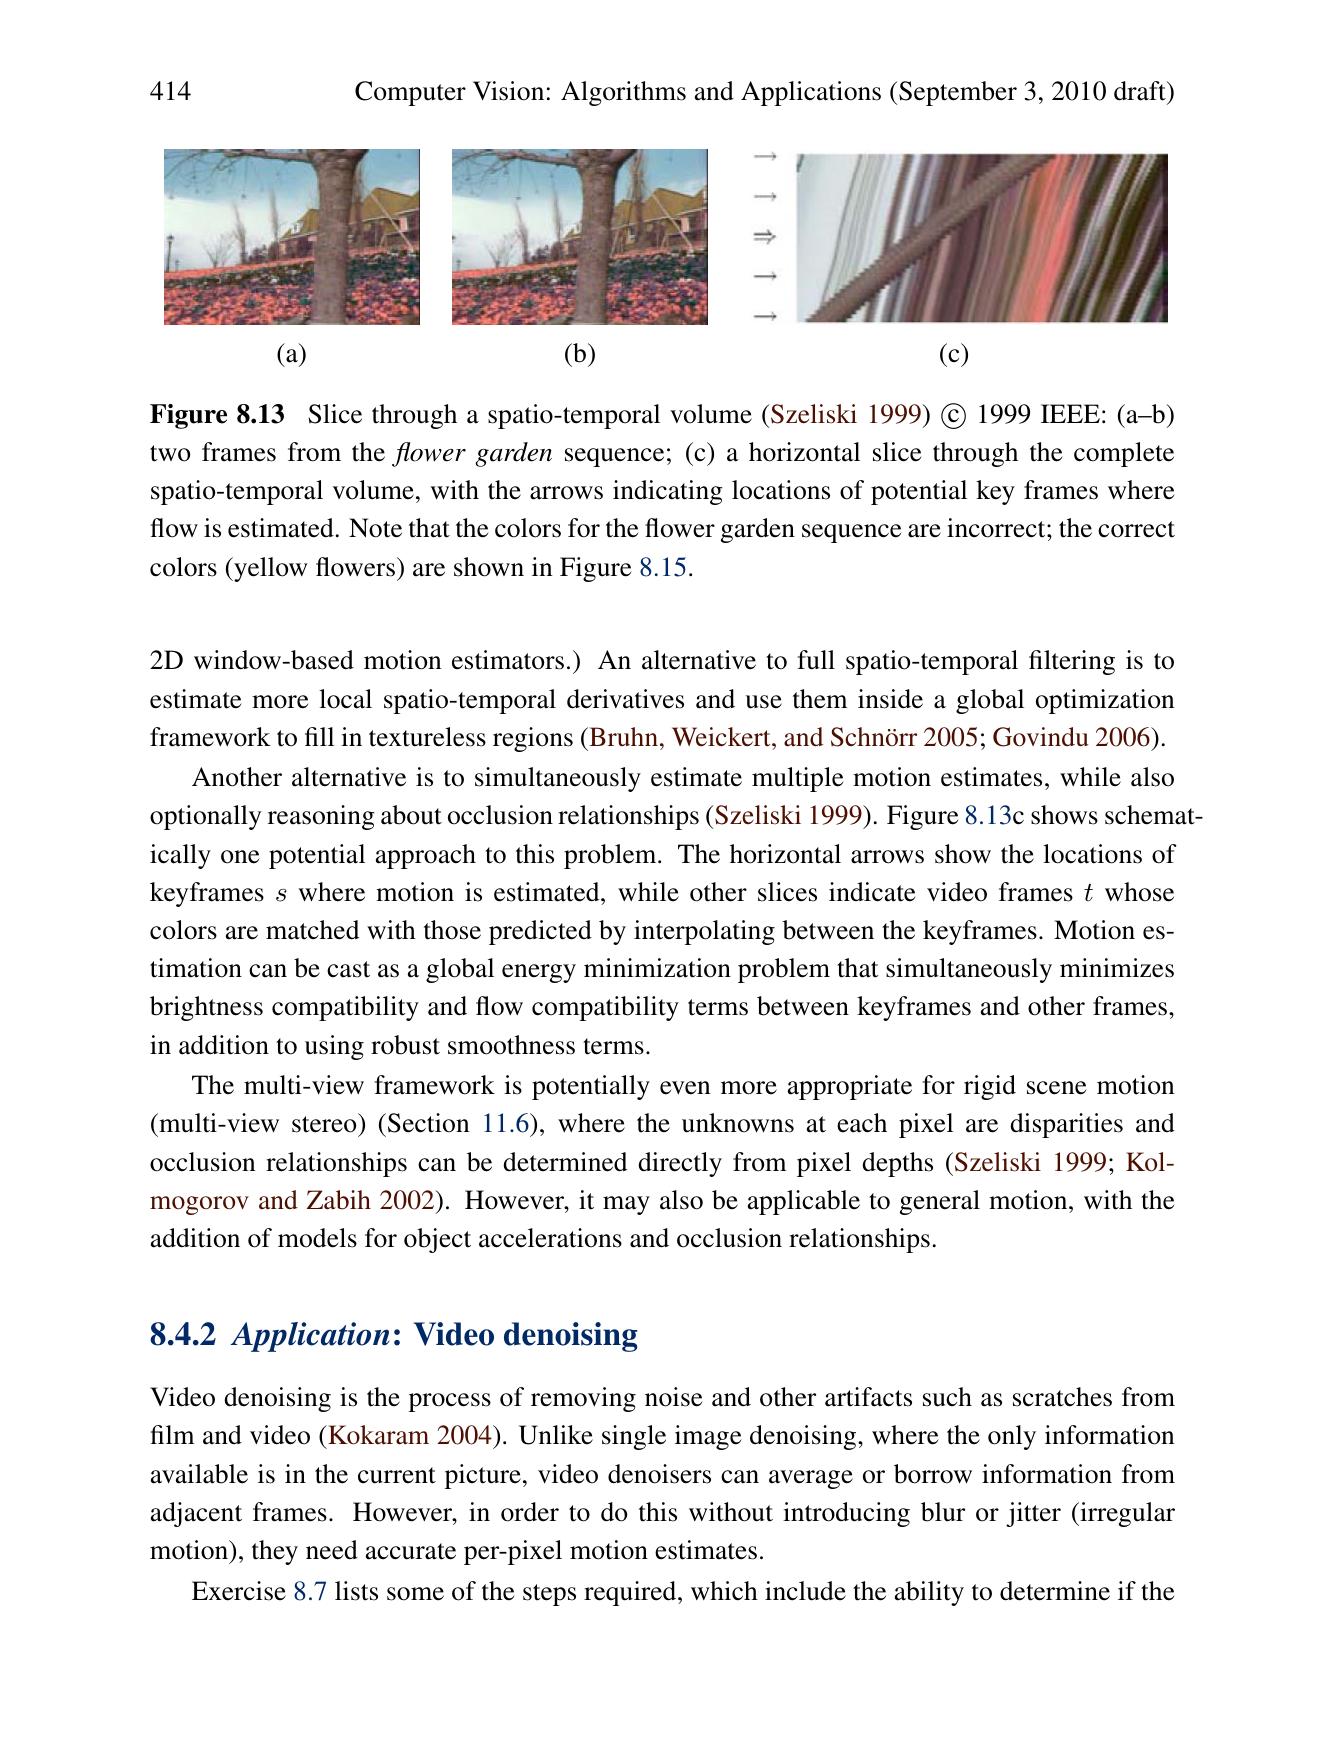 414 Computer Vision: Algorithms and Applications (September 3, 2010 draft)
→
→
⇒
→
→
(a) (b) (c)
Figure 8.13 Slice through a spatio-temporal volume (Szeliski 1999) © 1999 IEEE: (a–b)
two frames from the flower garden sequence; (c) a horizontal slice through the complete
spatio-temporal volume, with the arrows indicating locations of potential key frames where
flow is estimated. Note that the colors for the flower garden sequence are incorrect; the correct
colors (yellow flowers) are shown in Figure 8.15.
2D window-based motion estimators.) An alternative to full spatio-temporal filtering is to
estimate more local spatio-temporal derivatives and use them inside a global optimization
framework to fill in textureless regions (Bruhn, Weickert, and Schnörr 2005; Govindu 2006).
Another alternative is to simultaneously estimate multiple motion estimates, while also
optionally reasoning about occlusion relationships (Szeliski 1999). Figure 8.13c shows schemat-
ically one potential approach to this problem. The horizontal arrows show the locations of
keyframes s where motion is estimated, while other slices indicate video frames t whose
colors are matched with those predicted by interpolating between the keyframes. Motion es-
timation can be cast as a global energy minimization problem that simultaneously minimizes
brightness compatibility and flow compatibility terms between keyframes and other frames,
in addition to using robust smoothness terms.
The multi-view framework is potentially even more appropriate for rigid scene motion
(multi-view stereo) (Section 11.6), where the unknowns at each pixel are disparities and
occlusion relationships can be determined directly from pixel depths (Szeliski 1999; Kol-
mogorov and Zabih 2002). However, it may also be applicable to general motion, with the
addition of models for object accelerations and occlusion relationships.
8.4.2 Application: Video denoising
Video denoising is the process of removing noise and other artifacts such as scratches from
film and video (Kokaram 2004). Unlike single image denoising, where the only information
available is in the current picture, video denoisers can average or borrow information from
adjacent frames. However, in order to do this without introducing blur or jitter (irregular
motion), they need accurate per-pixel motion estimates.
Exercise 8.7 lists some of the steps required, which include the ability to determine if the